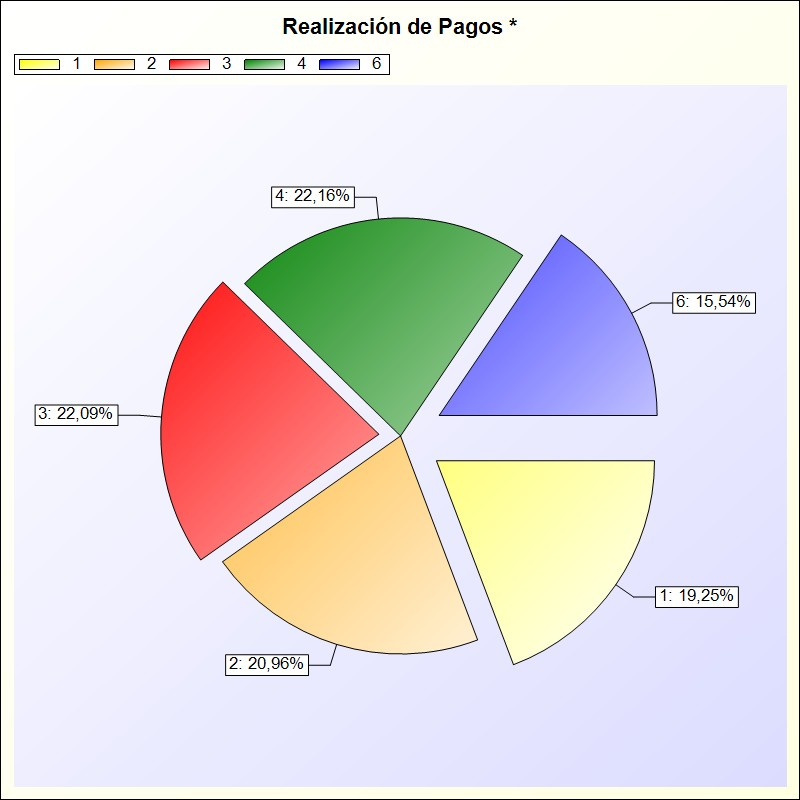 Realización de Pagos *
1 2 3 4 6
4: 22,16%
6: 15,54%
3: 22,09%
1: 19,25%
2: 20,96%